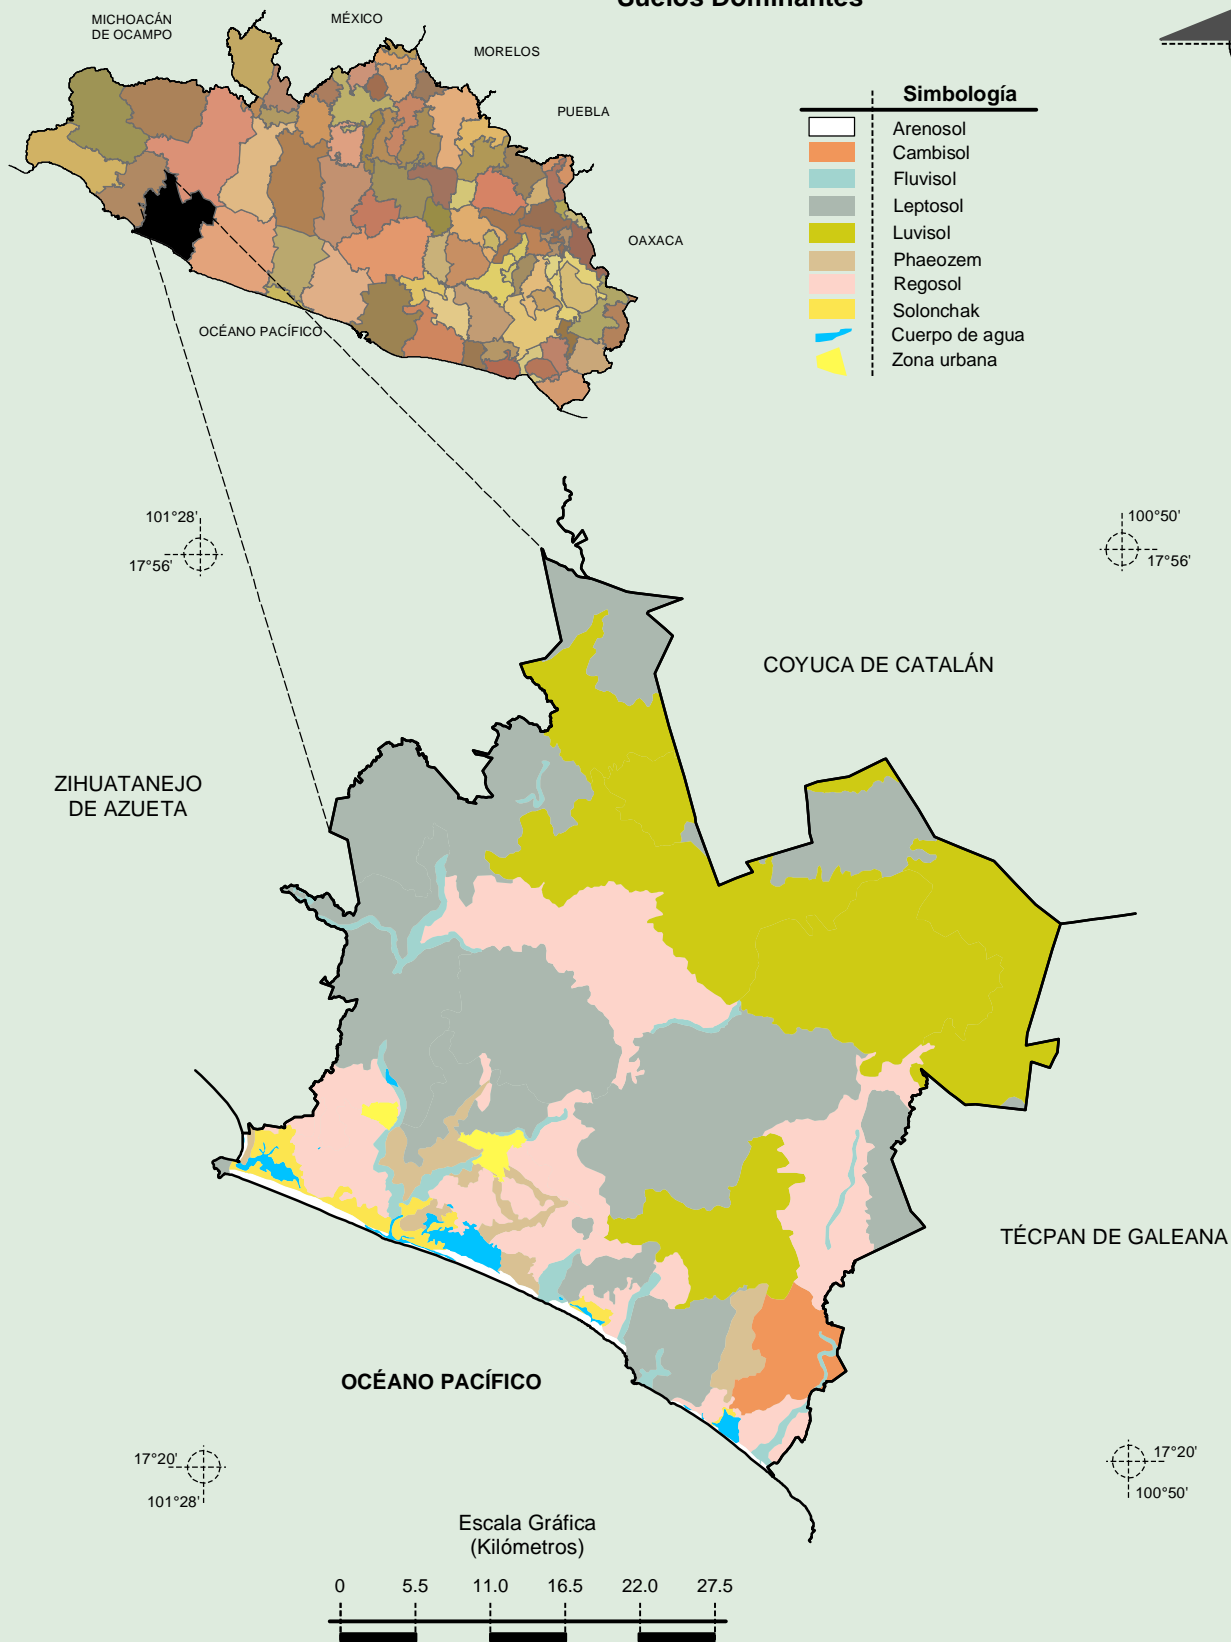 Suelos Dominantes
MICHOACÁN
DE OCAMPO
MÉXICO
MORELOS
PUEBLA
OAXACA
OCÉANO PACÍFICO
Simbología
Arenosol
Cambisol
Fluvisol
Leptosol
Luvisol
Phaeozem
Regosol
Solonchak
Cuerpo de agua
Zona urbana
101°28'
17°56'
100°50'
17°56'
COYUCA DE CATALÁN
ZIHUATANEJO
DE AZUETA
TÉCPAN DE GALEANA
OCÉANO PACÍFICO
17°20'
101°28'
17°20'
100°50'
Escala Gráfica
(Kilómetros)
0 5.5 11.0 16.5 22.0 27.5